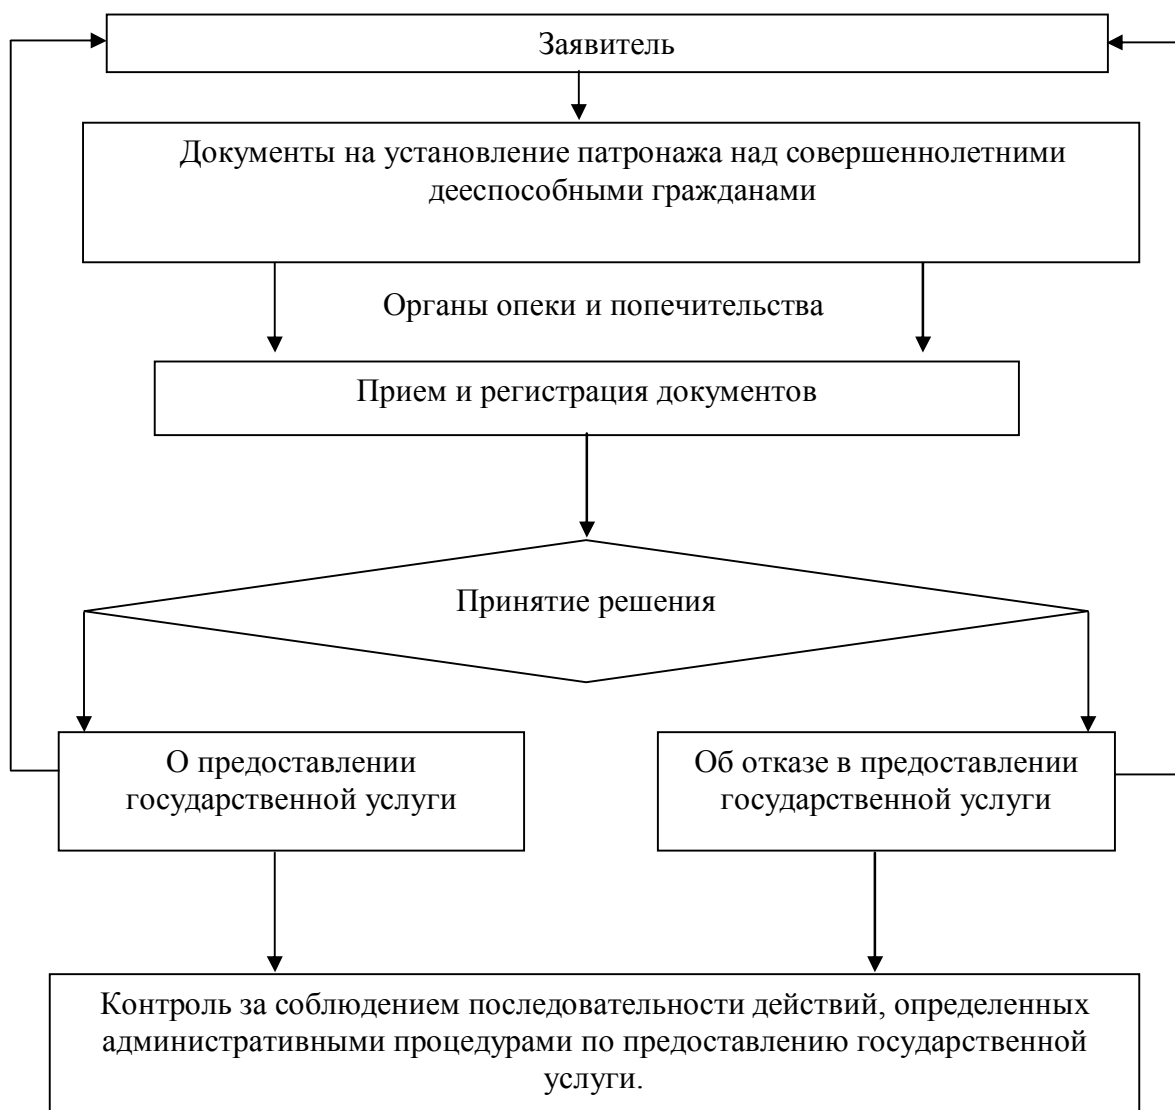 Заявитель
Документы на установление патронажа над совершеннолетними
дееспособными гражданами
Органы опеки и попечительства
Прием и регистрация документов
Принятие решения
О предоставлении
государственной услуги
Об отказе в предоставлении
государственной услуги
Контроль за соблюдением последовательности действий, определенных
административными процедурами по предоставлению государственной
услуги.